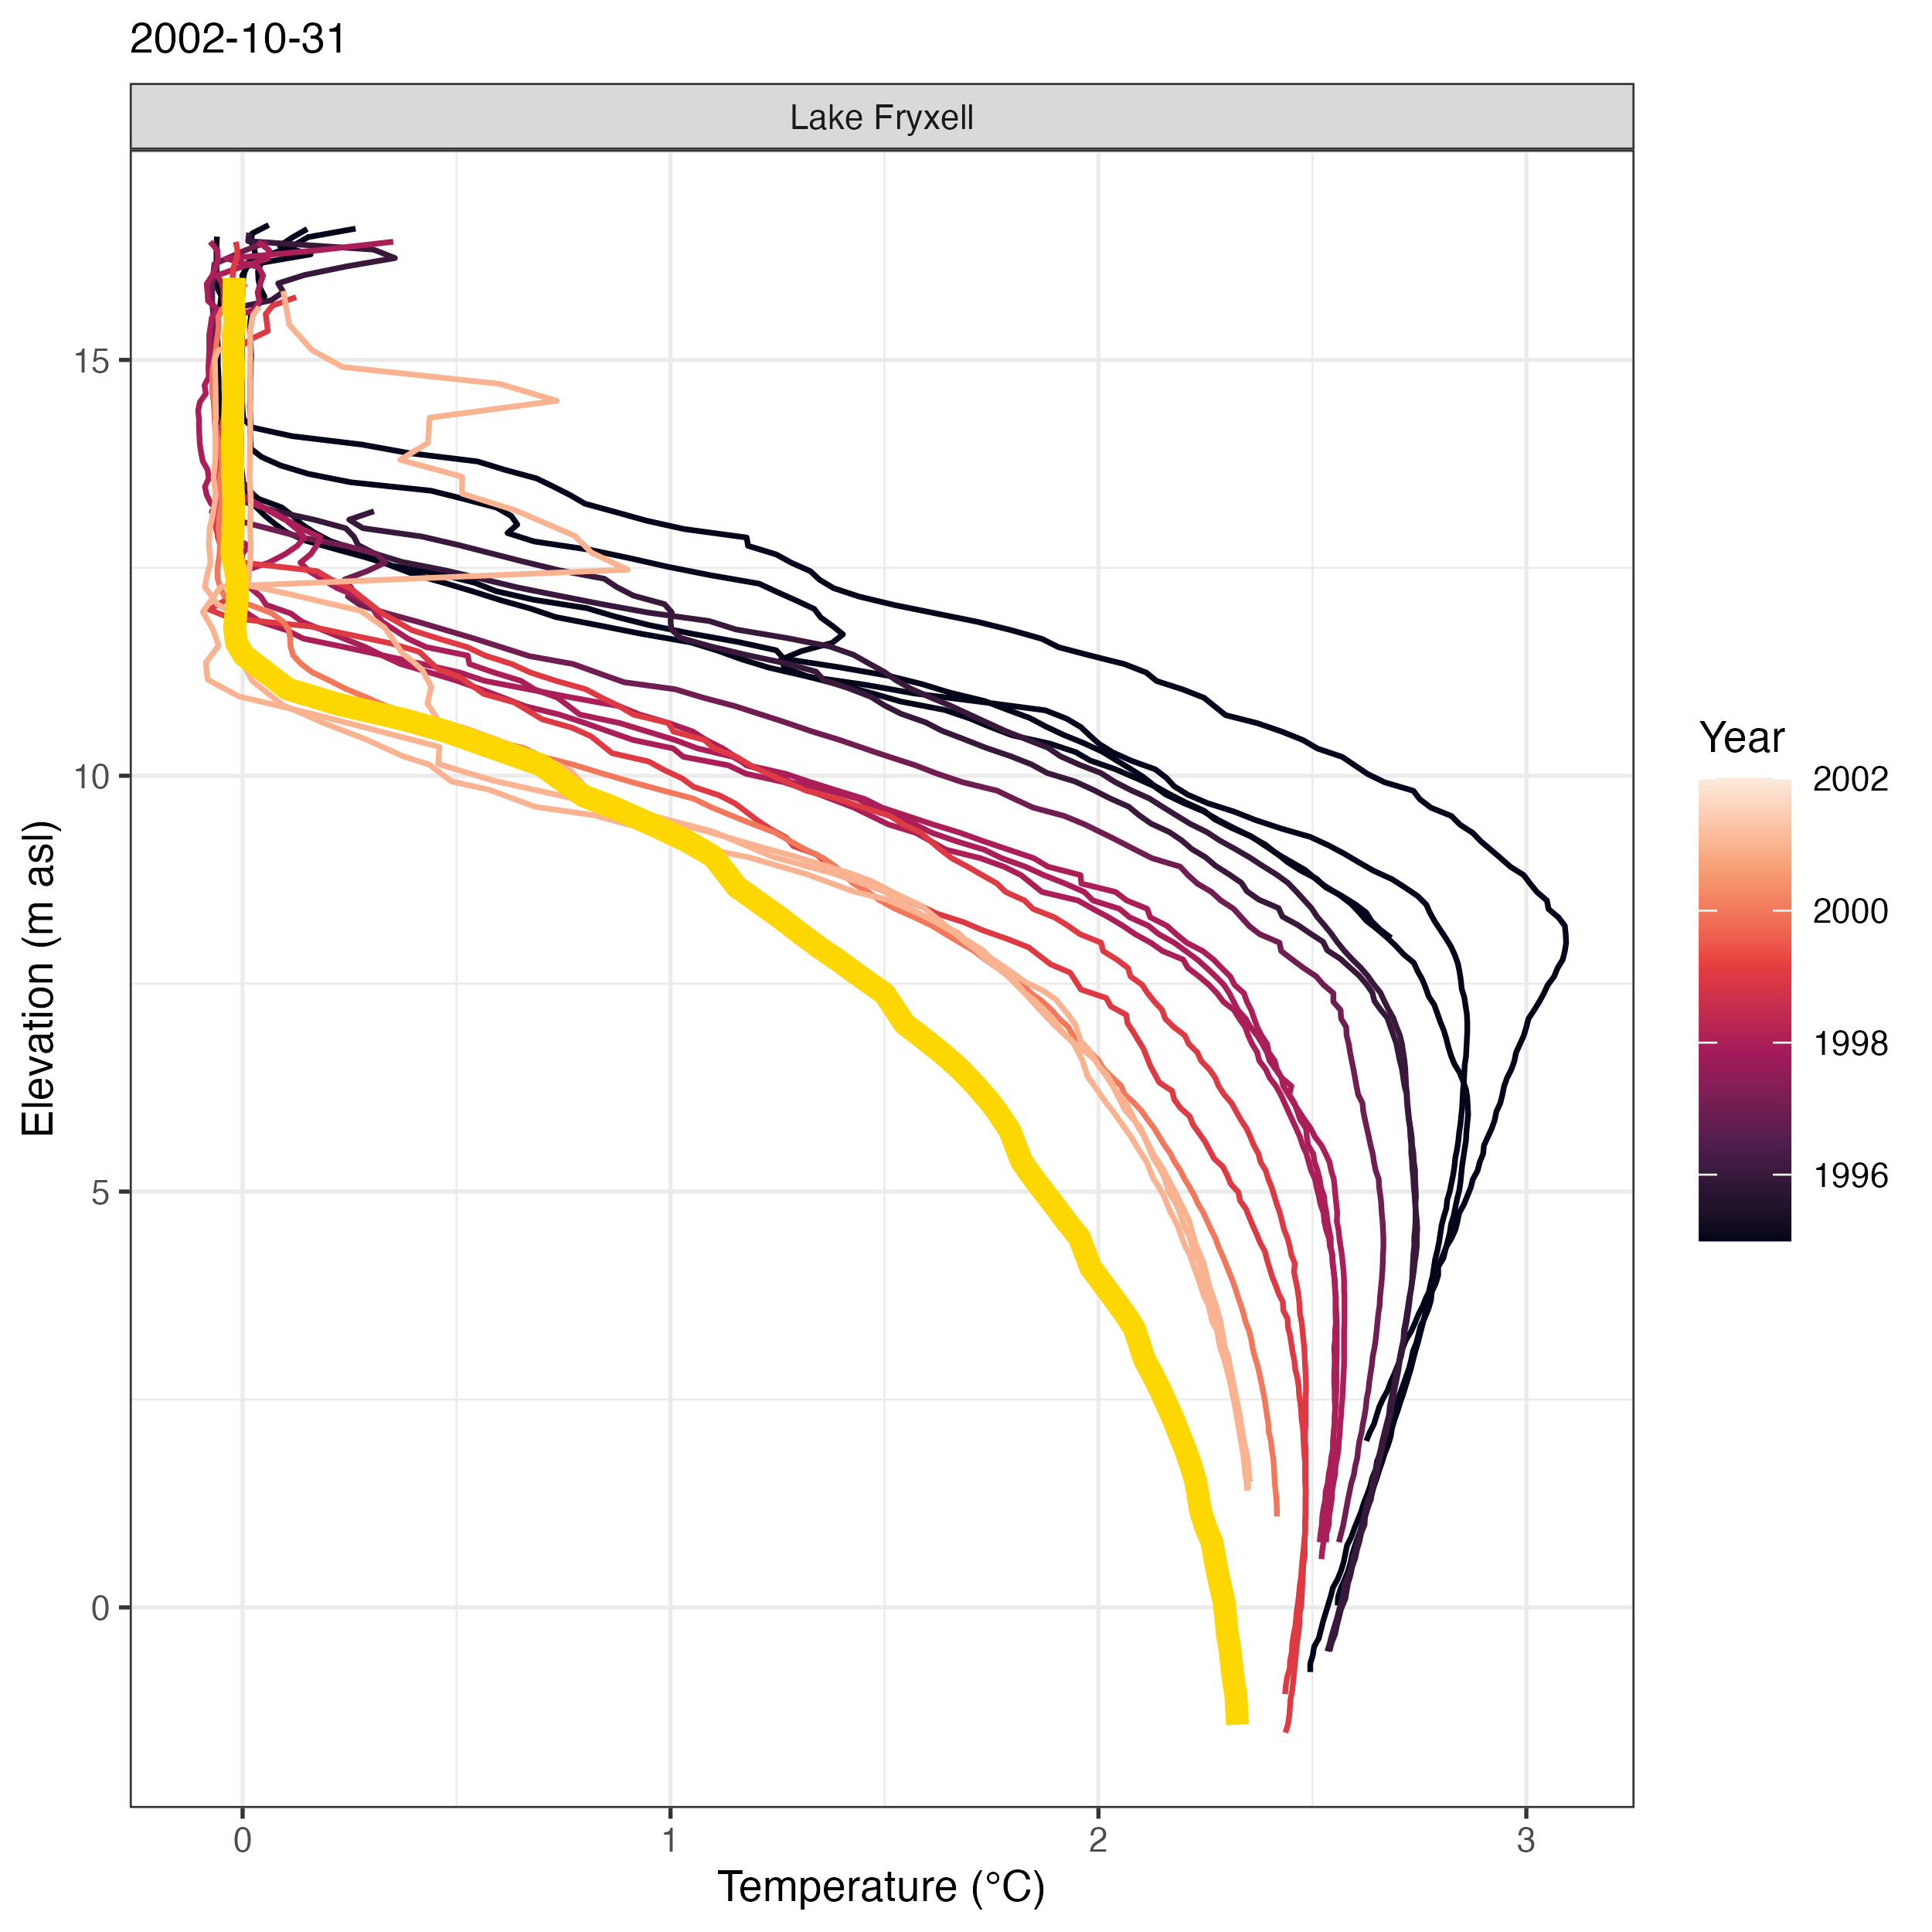 2002-10-31
Lake Fryxell
15
10
5
0
Elevation (m asl)
0 1 2 3
Temperature (°C)
Year
2002
2000
1998
1996